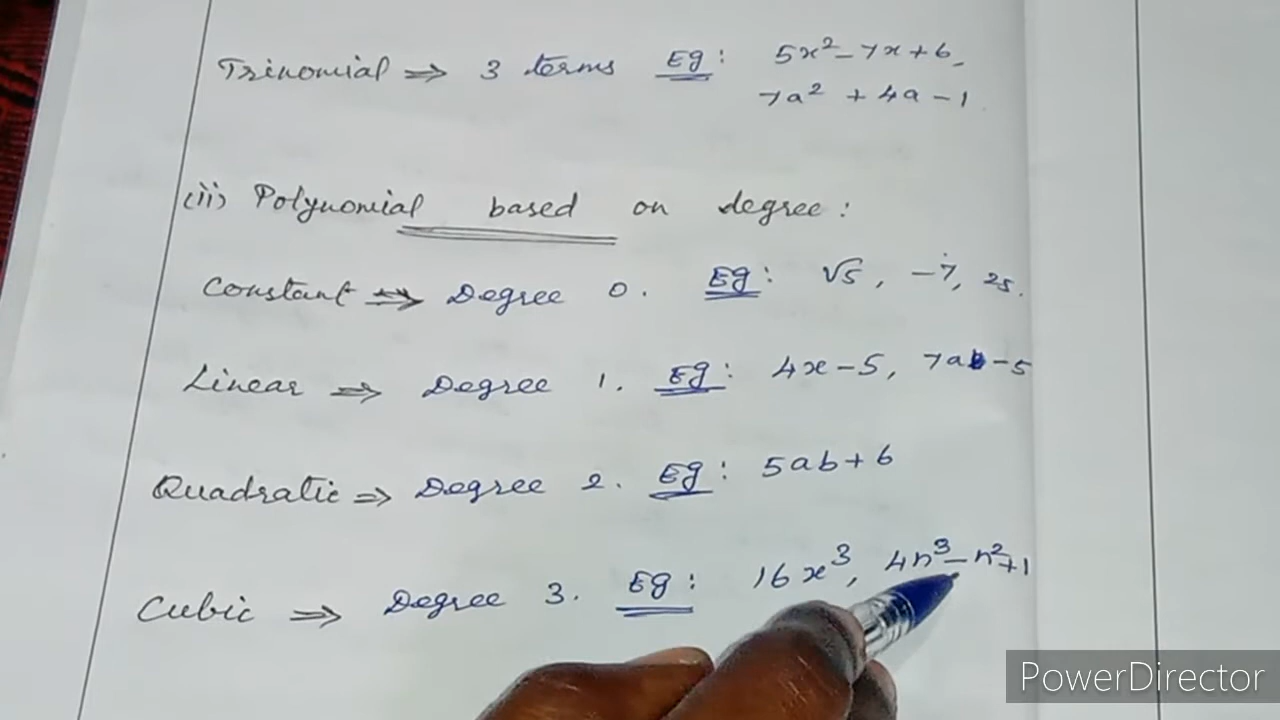 Trinomial ⇒ 3 terms Eg: 5x² - 7x + 6,
7a² + 4a - 1
(ii) Polynomial based on degree:
Constant ⇒ Degree 0. Eg: √5, -7, 25.
Linear ⇒ Degree 1. Eg: 4x - 5, 7a - 5
Quadratic ⇒ Degree 2. Eg: 5ab + 6
Cubic ⇒ Degree 3. Eg: 16x³, 4n³ - n² + 1
PowerDirector